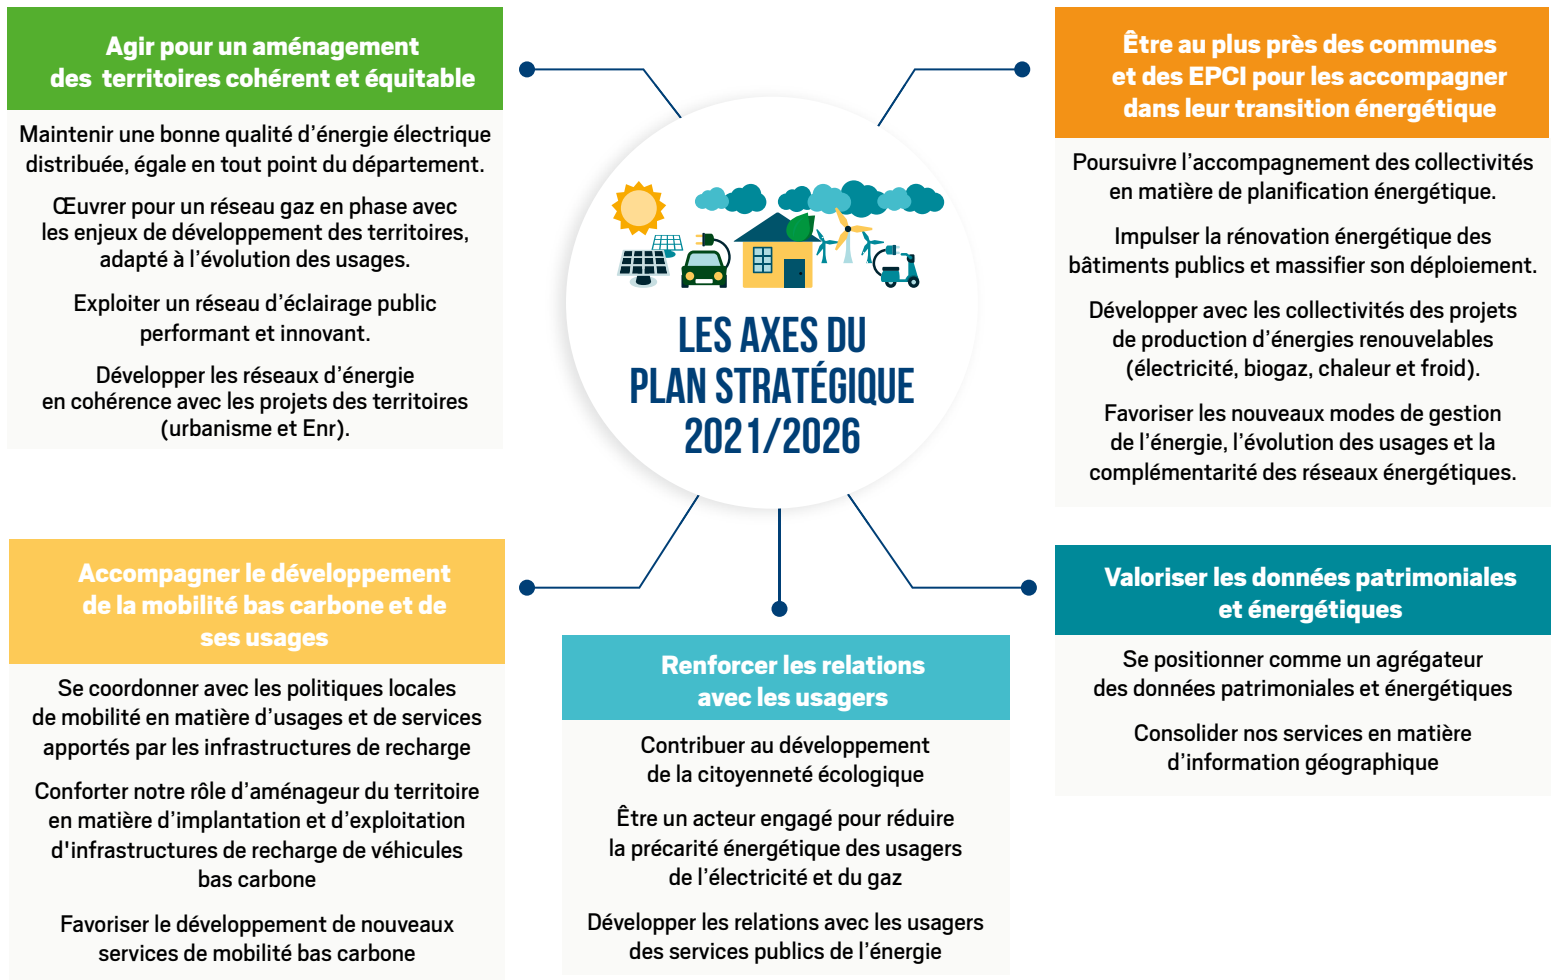 Agir pour un aménagement
des territoires cohérent et équitable
Maintenir une bonne qualité d’énergie électrique
distribuée, égale en tout point du département.
Œuvrer pour un réseau gaz en phase avec
les enjeux de développement des territoires,
adapté à l’évolution des usages.
Exploiter un réseau d’éclairage public
performant et innovant.
Développer les réseaux d’énergie
en cohérence avec les projets des territoires
(urbanisme et Enr).
LES AXES DU
PLAN STRATÉGIQUE
2021/2026
Être au plus près des communes
et des EPCI pour les accompagner
dans leur transition énergétique
Poursuivre l’accompagnement des collectivités
en matière de planification énergétique.
Impulser la rénovation énergétique des
bâtiments publics et massifier son déploiement.
Développer avec les collectivités des projets
de production d’énergies renouvelables
(électricité, biogaz, chaleur et froid).
Favoriser les nouveaux modes de gestion
de l’énergie, l’évolution des usages et la
complémentarité des réseaux énergétiques.
Accompagner le développement
de la mobilité bas carbone et de
ses usages
Se coordonner avec les politiques locales
de mobilité en matière d’usages et de services
apportés par les infrastructures de recharge
Conforter notre rôle d’aménageur du territoire
en matière d’implantation et d’exploitation
d'infrastructures de recharge de véhicules
bas carbone
Favoriser le développement de nouveaux
services de mobilité bas carbone
Renforcer les relations
avec les usagers
Contribuer au développement
de la citoyenneté écologique
Être un acteur engagé pour réduire
la précarité énergétique des usagers
de l’électricité et du gaz
Développer les relations avec les usagers
des services publics de l’énergie
Valoriser les données patrimoniales
et énergétiques
Se positionner comme un agrégateur
des données patrimoniales et énergétiques
Consolider nos services en matière
d’information géographique